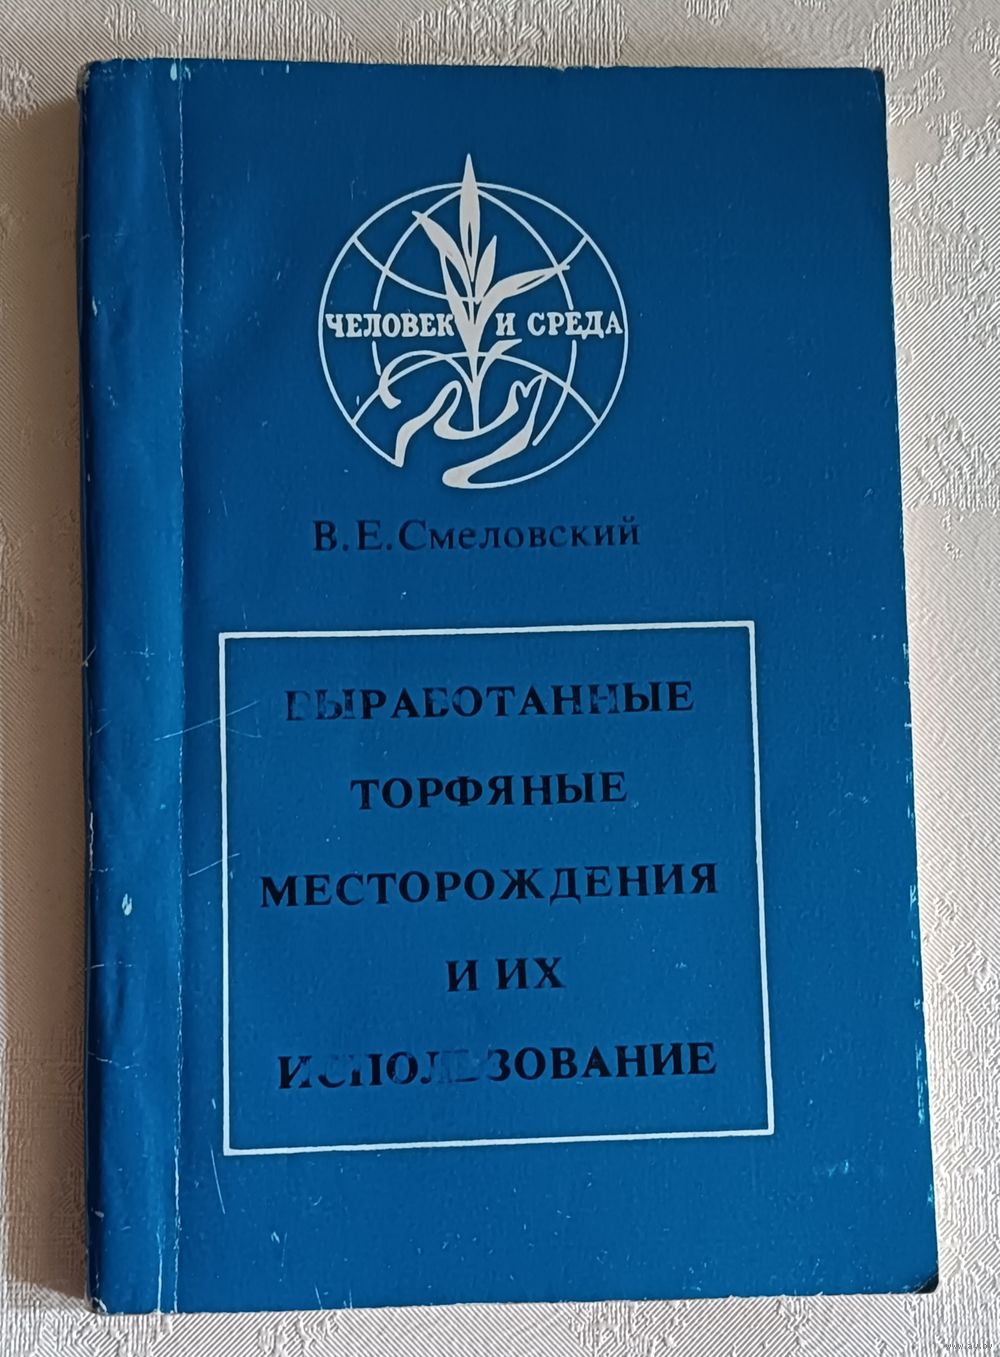 ЧЕЛОВЕК И СРЕДА
В.Е.Смеловский
ВЫРАБОТАННЫЕ
ТОРФЯНЫЕ
МЕСТОРОЖДЕНИЯ
И ИХ
ИСПОЛЬЗОВАНИЕ